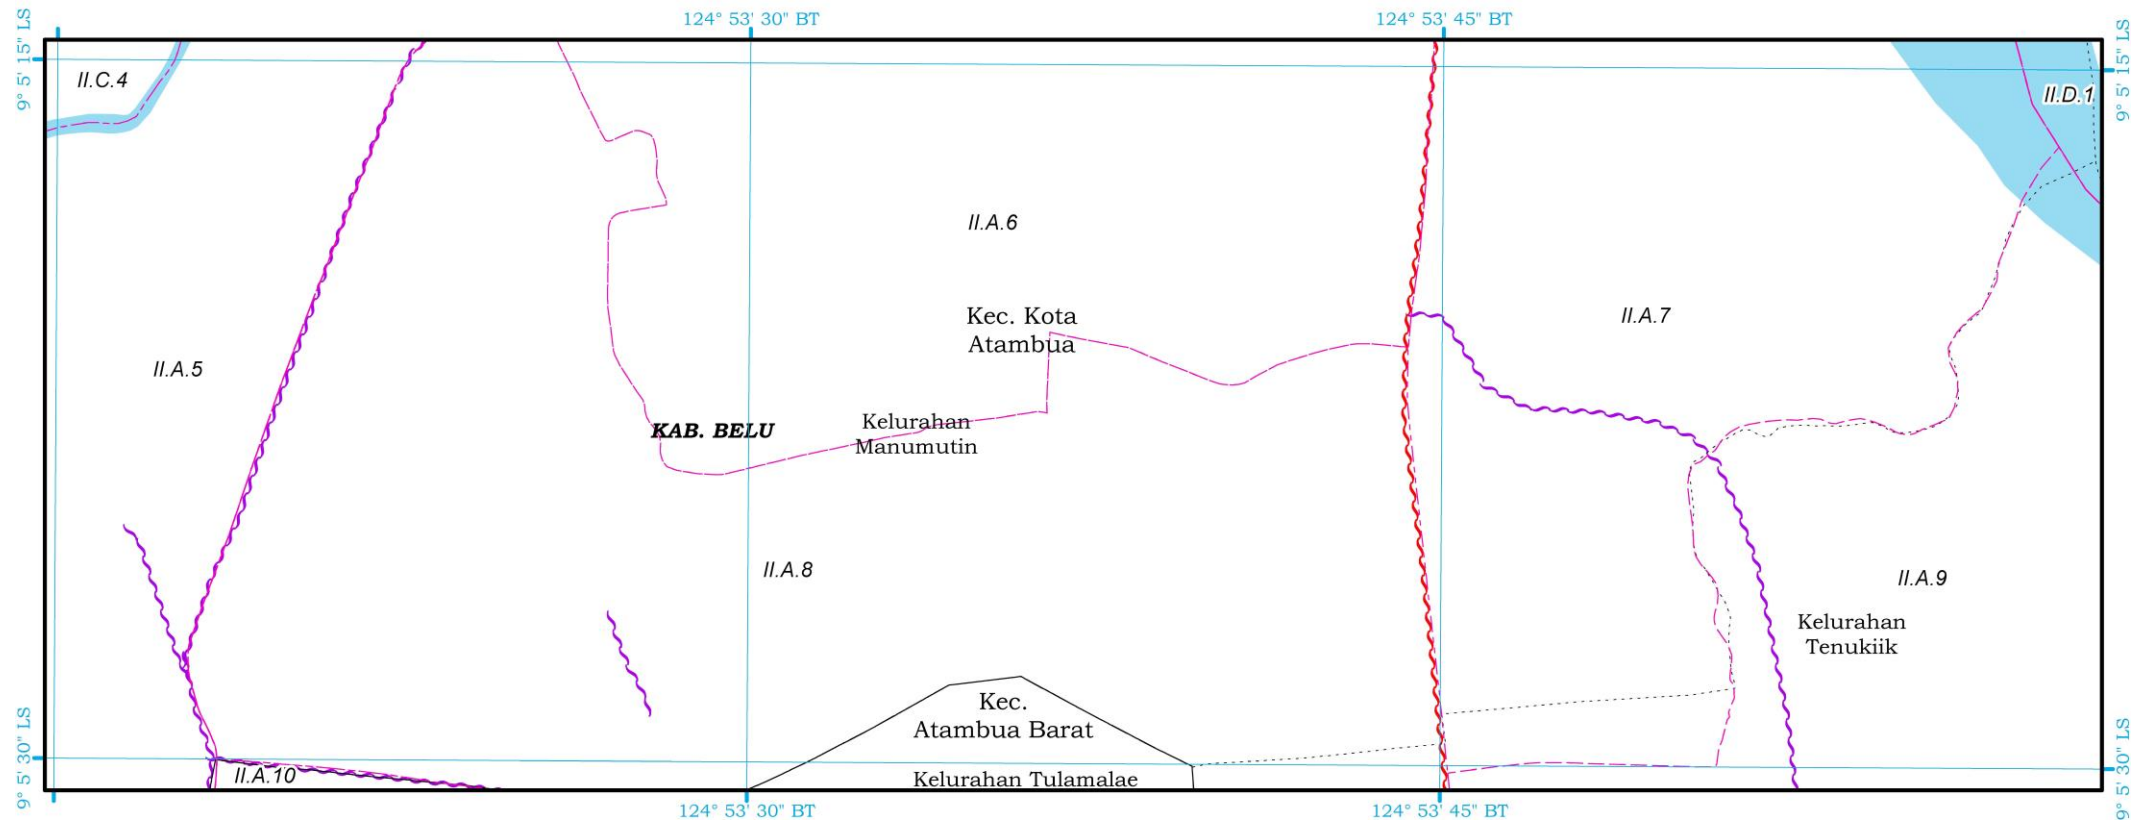 124° 53' 30" BT
124° 53' 45" BT
9° 5' 15" LS
9° 5' 15" LS
II.C.4
II.D.1
II.A.6
II.A.7
Kec. Kota
Atambua
II.A.5
KAB. BELU
Kelurahan
Manumutin
II.A.8
II.A.9
Kelurahan
Tenukiik
Kec.
Atambua Barat
II.A.10
Kelurahan Tulamalae
9° 5' 30" LS
9° 5' 30" LS
124° 53' 30" BT
124° 53' 45" BT